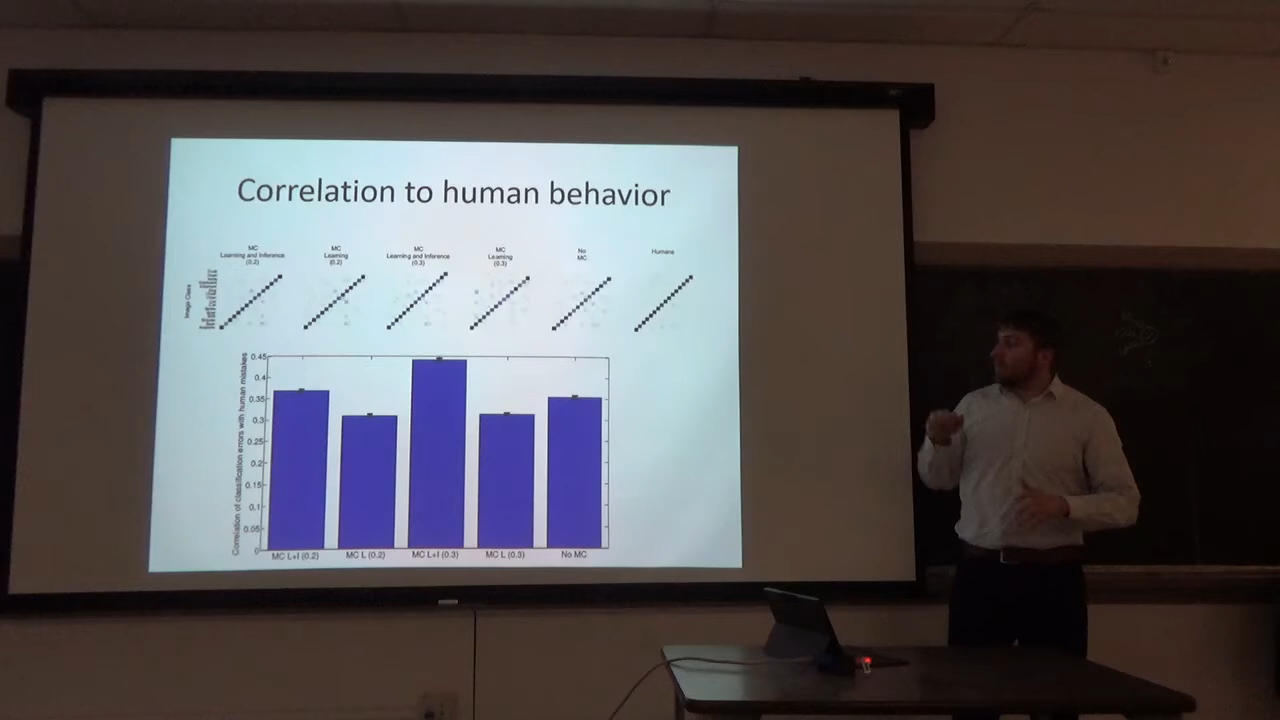 Correlation to human behavior
MC
Learning and Inference
(0.2)
MC
Learning
(0.2)
MC
Learning and Inference
(0.3)
MC
Learning
(0.3)
No
MC
Humans
Image Class
Correlation of classification errors with human mistakes
0.45
0.4
0.35
0.3
0.25
0.2
0.15
0.1
0.05
0
MC L+I (0.2)
MC L (0.2)
MC L+I (0.3)
MC L (0.3)
No MC